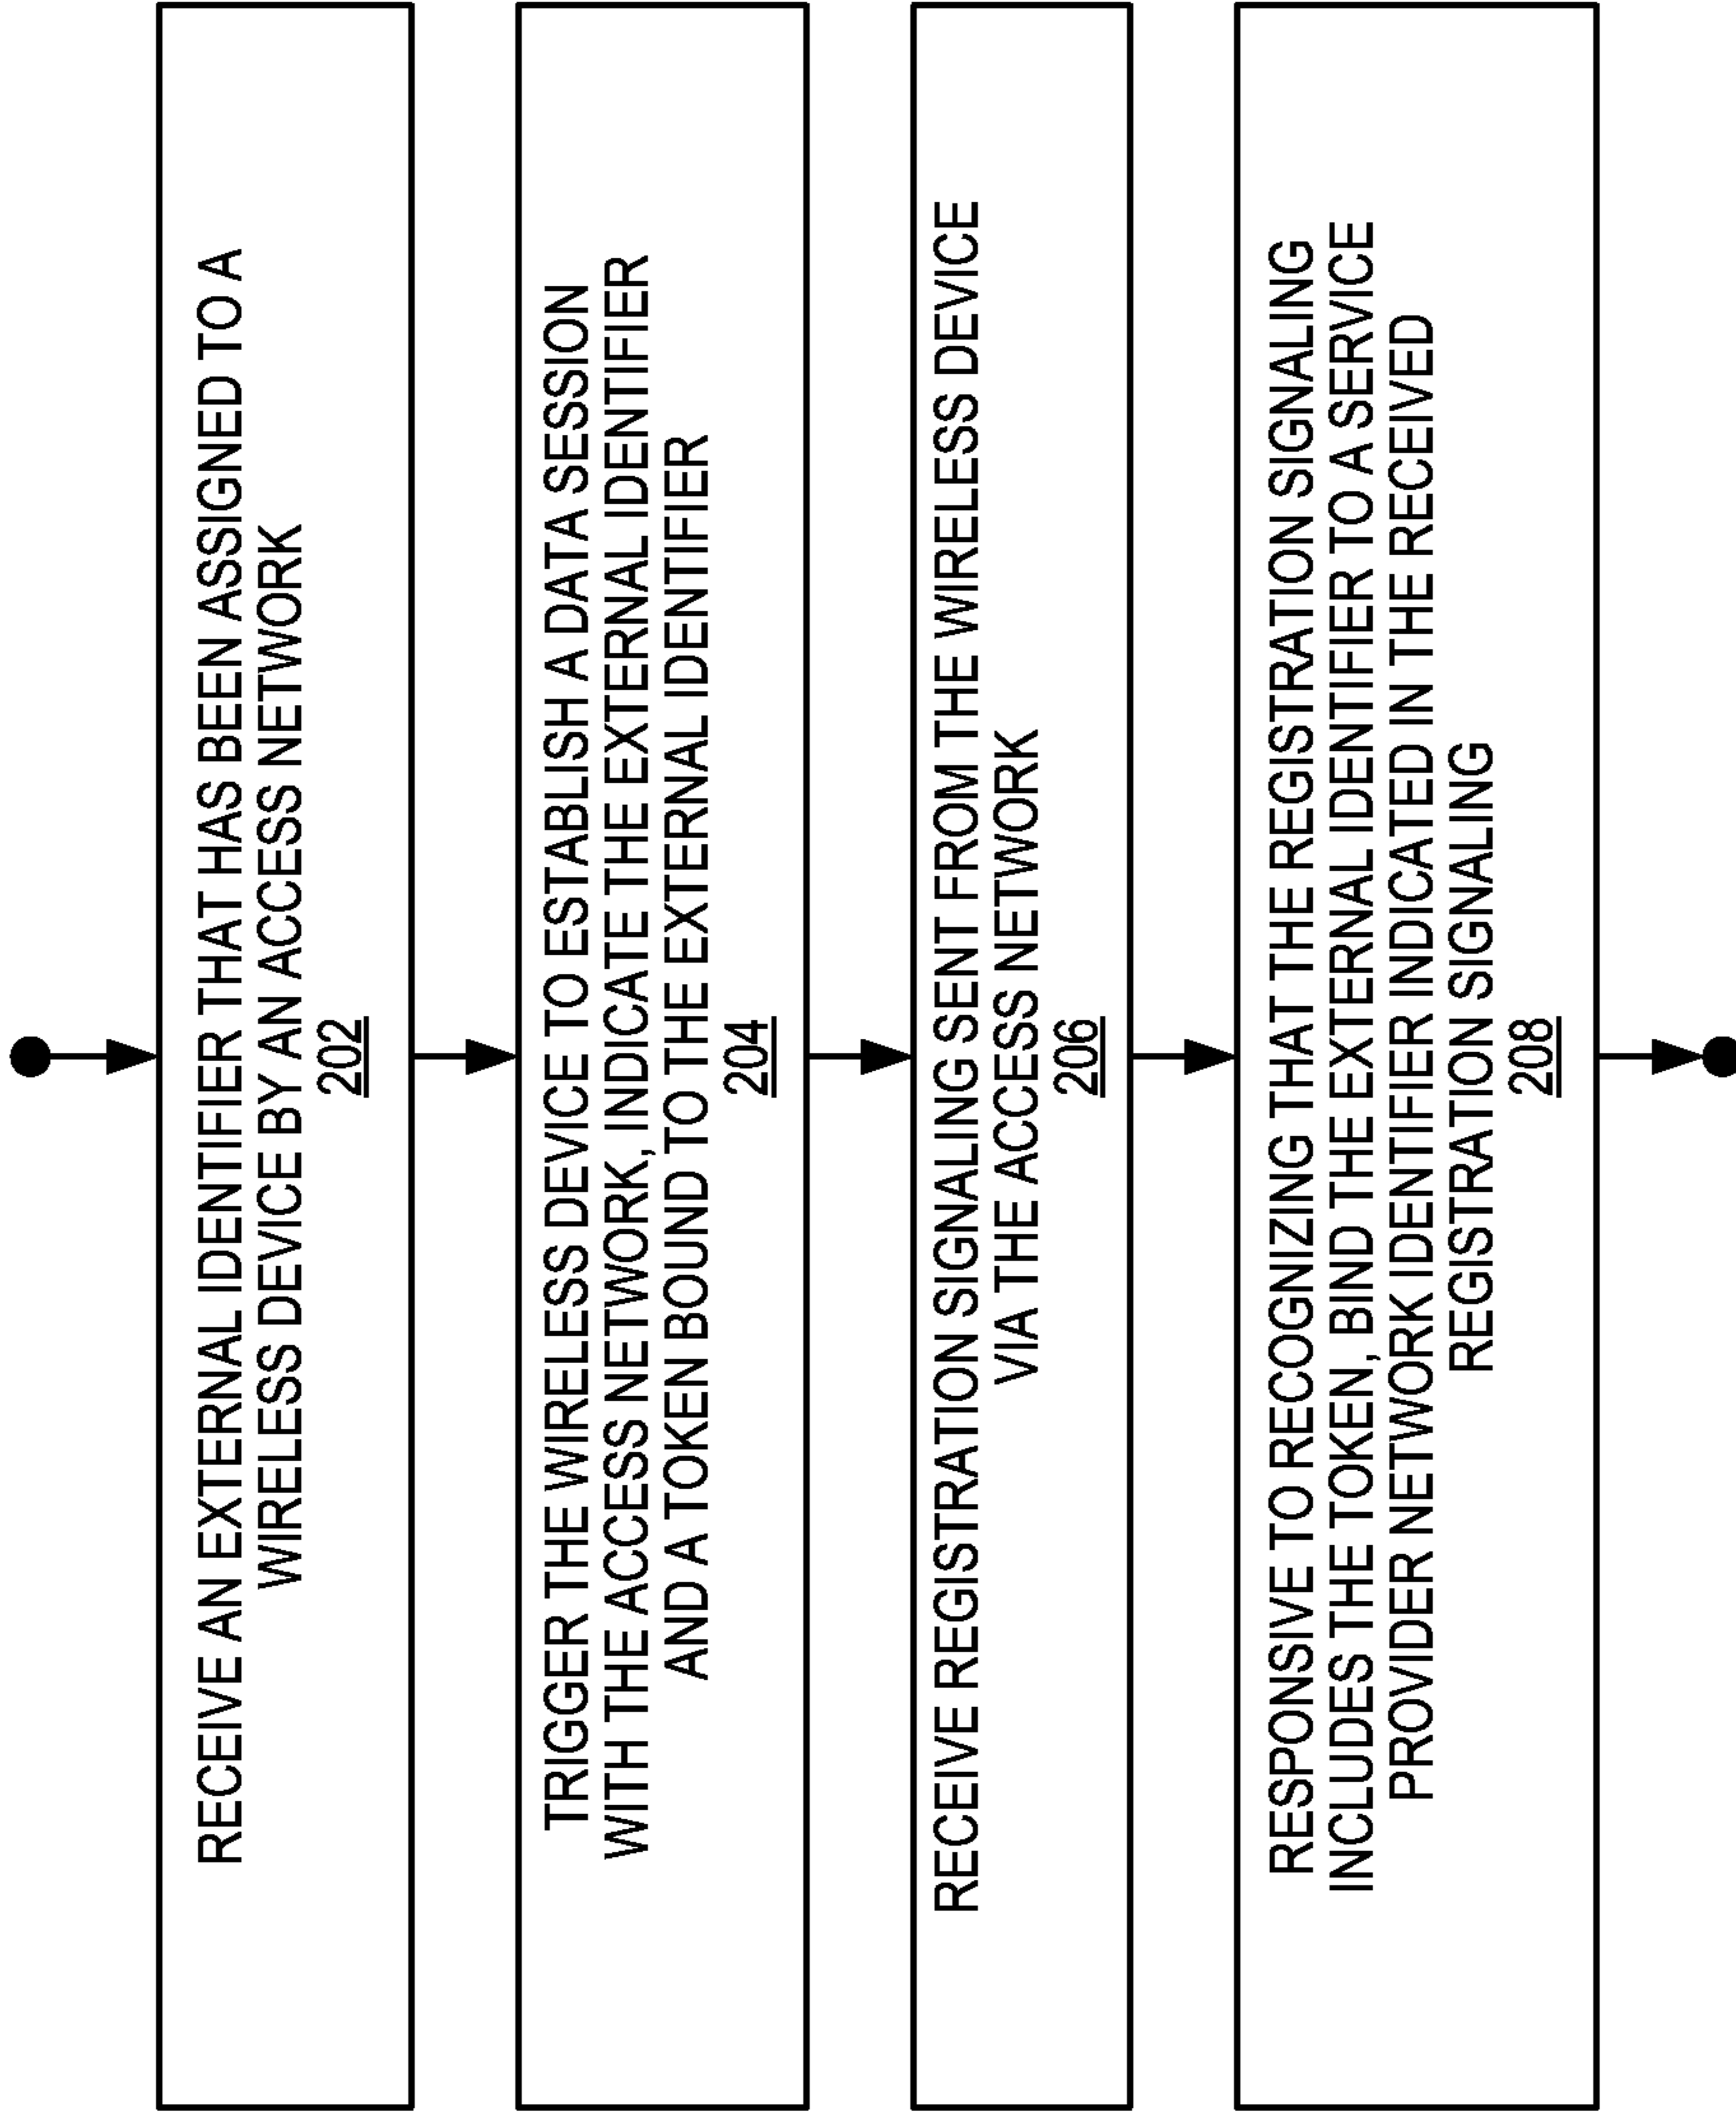 RECEIVE AN EXTERNAL IDENTIFIER THAT HAS BEEN ASSIGNED TO A
WIRELESS DEVICE BY AN ACCESS NETWORK
202
TRIGGER THE WIRELESS DEVICE TO ESTABLISH A DATA SESSION
WITH THE ACCESS NETWORK, INDICATE THE EXTERNAL IDENTIFIER
AND A TOKEN BOUND TO THE EXTERNAL IDENTIFIER
204
RECEIVE REGISTRATION SIGNALING SENT FROM THE WIRELESS DEVICE
VIA THE ACCESS NETWORK
206
RESPONSIVE TO RECOGNIZING THAT THE REGISTRATION SIGNALING
INCLUDES THE TOKEN, BIND THE EXTERNAL IDENTIFIER TO A SERVICE
PROVIDER NETWORK IDENTIFIER INDICATED IN THE RECEIVED
REGISTRATION SIGNALING
208